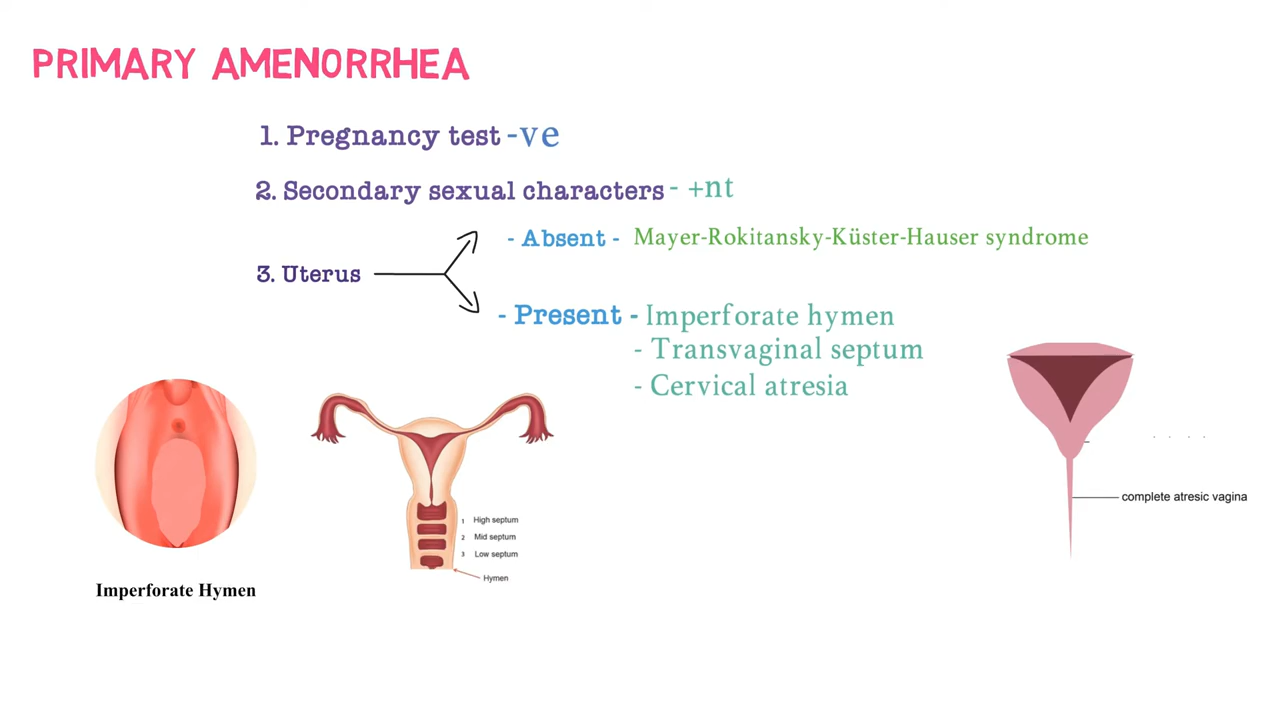 PRIMARY AMENORRHEA
1. Pregnancy test -ve
2. Secondary sexual characters - +nt
- Absent - Mayer-Rokitansky-Küster-Hauser syndrome
3. Uterus
- Present - Imperforate hymen
- Transvaginal septum
- Cervical atresia
1 High septum
2 Mid septum
3 Low septum
Hymen
Imperforate Hymen
complete atresic vagina